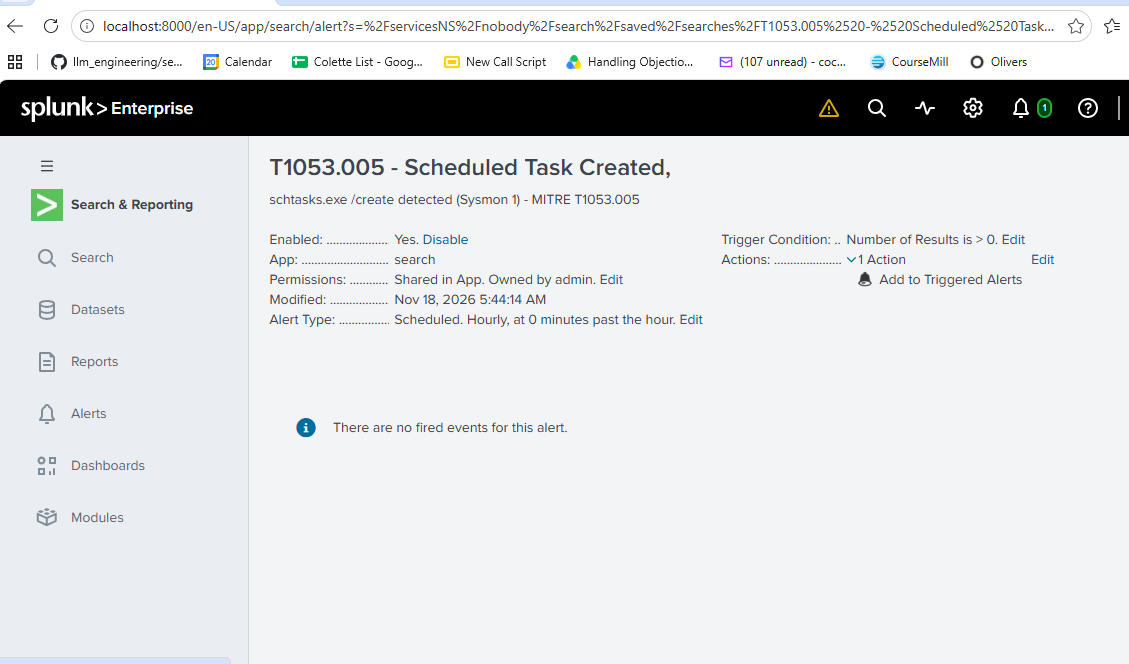 localhost:8000/en-US/app/search/alert?s=%2FservicesNS%2Fnobody%2Fsearch%2Fsaved%2Fsearches%2FT1053.005%2520-%2520Scheduled%2520Task...
llm_engineering/se... Calendar Colette List - Goog... New Call Script Handling Objectio... (107 unread) - coc... CourseMill Olivers
splunk> Enterprise 1
Search & Reporting
Search
Datasets
Reports
Alerts
Dashboards
Modules
T1053.005 - Scheduled Task Created,
schtasks.exe /create detected (Sysmon 1) - MITRE T1053.005
Enabled: .................... Yes. Disable
App: ............................ search
Permissions: ............ Shared in App. Owned by admin. Edit
Modified: ................... Nov 18, 2026 5:44:14 AM
Alert Type: ................ Scheduled. Hourly, at 0 minutes past the hour. Edit
Trigger Condition: .. Number of Results is > 0. Edit
Actions: ...................... 1 Action Edit
Add to Triggered Alerts
There are no fired events for this alert.